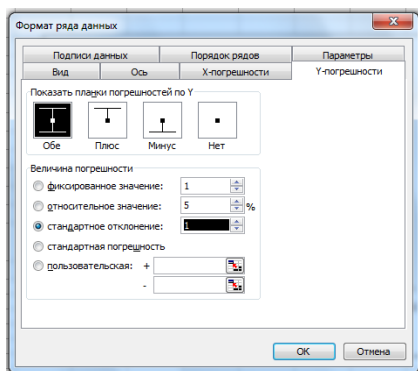 Формат ряда данных
Подписи данных Порядок рядов Параметры
Вид Ось X-погрешности Y-погрешности
Показать планки погрешностей по Y
Обе Плюс Минус Нет
Величина погрешности
фиксированное значение: 1
относительное значение: 5 %
стандартное отклонение: 1
стандартная погрешность
пользовательская: +
-
ОК Отмена